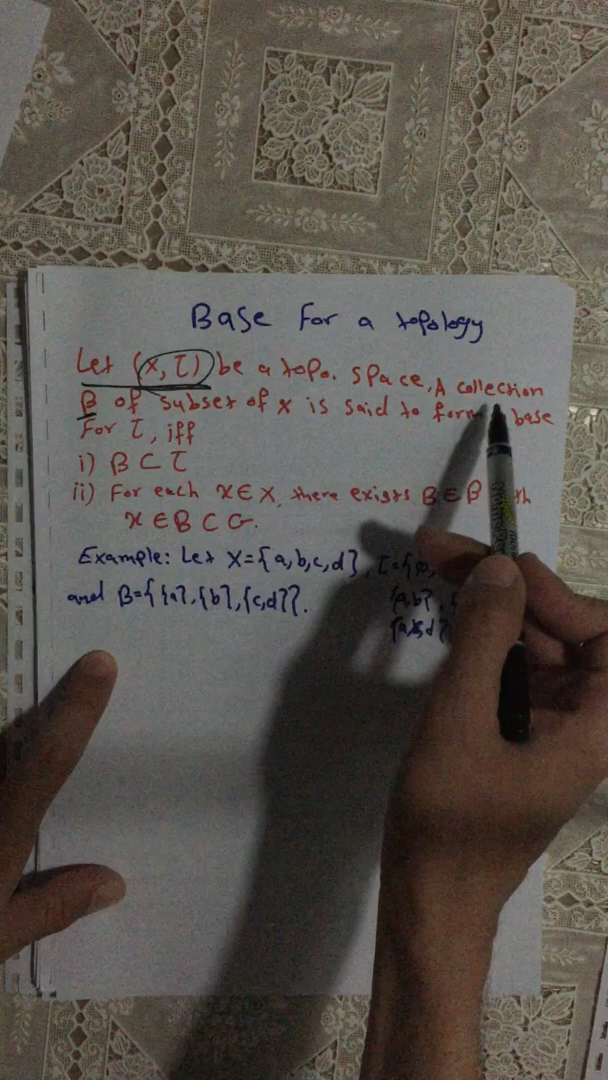 Base For a topology
Let (X, τ) be a topo. space, A collection
β of subset of X is said to form base
For τ, iff
i) β ⊂ τ
ii) For each x∈X, there exists B∈β
x∈B⊂G.
Example: Let X={a,b,c,d}, τ={φ,
and β={{a},{b},{c,d}}.
{a,b},